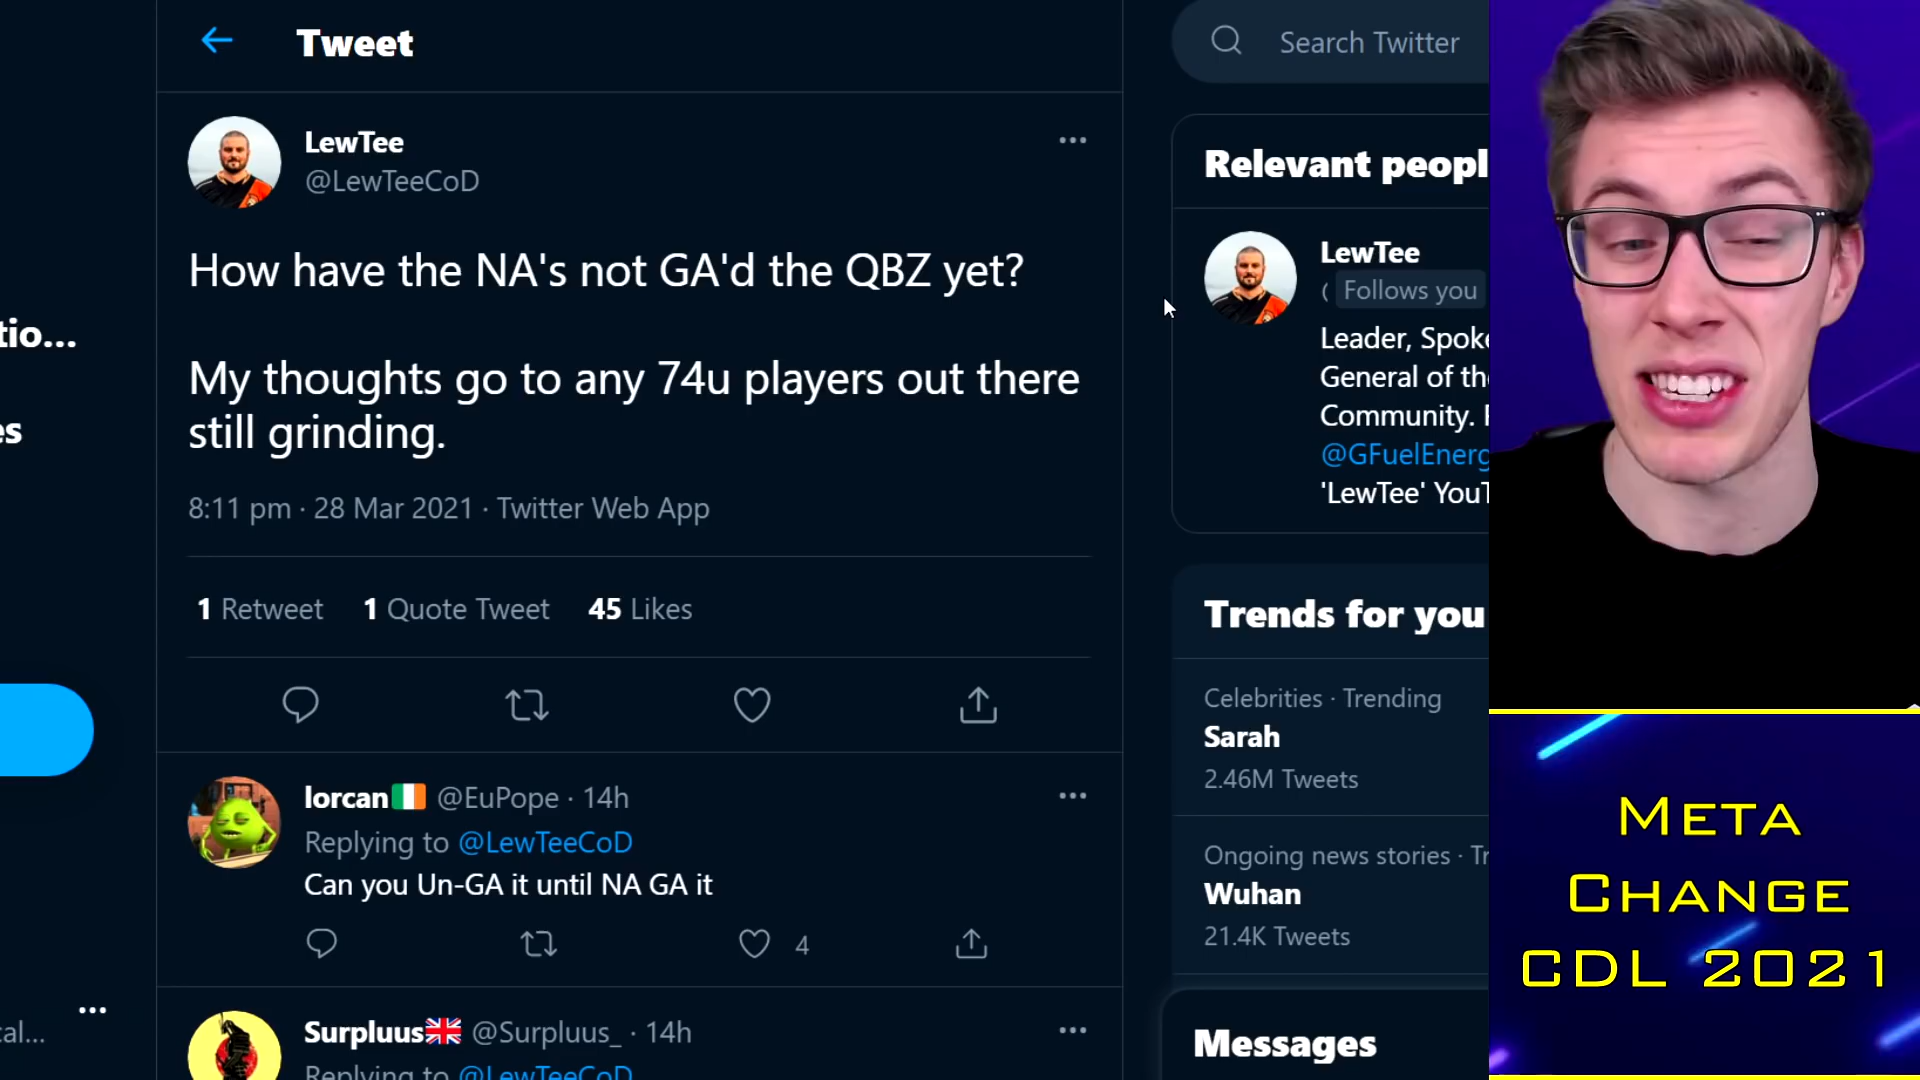 Tweet
Search Twitter
LewTee
@LewTeeCoD
How have the NA's not GA'd the QBZ yet?
My thoughts go to any 74u players out there
still grinding.
8:11 pm · 28 Mar 2021 · Twitter Web App
1 Retweet 1 Quote Tweet 45 Likes
lorcan🇮🇪 @EuPope · 14h
Replying to @LewTeeCoD
Can you Un-GA it until NA GA it
4
Surpluus🇬🇧 @Surpluus_ · 14h
Replying to @LewTeeCoD
tio...
es
cal...
Relevant peopl
LewTee
( Follows you
Leader, Spoke
General of th
Community. F
@GFuelEnerg
'LewTee' YouT
Trends for you
Celebrities · Trending
Sarah
2.46M Tweets
Ongoing news stories · Tr
Wuhan
21.4K Tweets
Messages
META
CHANGE
CDL 2021